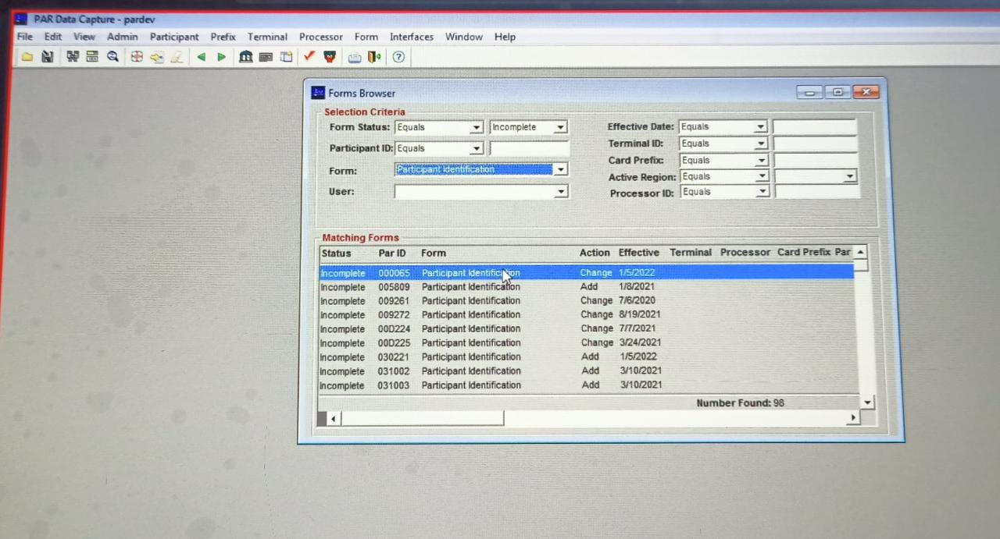 PAR Data Capture - pardev
File Edit View Admin Participant Prefix Terminal Processor Form Interfaces Window Help
Forms Browser
Selection Criteria
Form Status: Equals Incomplete Effective Date: Equals
Participant ID: Equals Terminal ID: Equals
Form: Participant Identification Card Prefix: Equals
Active Region: Equals
User: Processor ID: Equals
Matching Forms
Status Par ID Form Action Effective Terminal Processor Card Prefix Par
Incomplete 000065 Participant Identification Change 1/5/2022
Incomplete 005809 Participant Identification Add 1/8/2021
Incomplete 009261 Participant Identification Change 7/6/2020
Incomplete 009272 Participant Identification Change 8/19/2021
Incomplete 00D224 Participant Identification Change 7/7/2021
Incomplete 00D225 Participant Identification Change 3/24/2021
Incomplete 030221 Participant Identification Add 1/5/2022
Incomplete 031002 Participant Identification Add 3/10/2021
Incomplete 031003 Participant Identification Add 3/10/2021
Number Found: 98